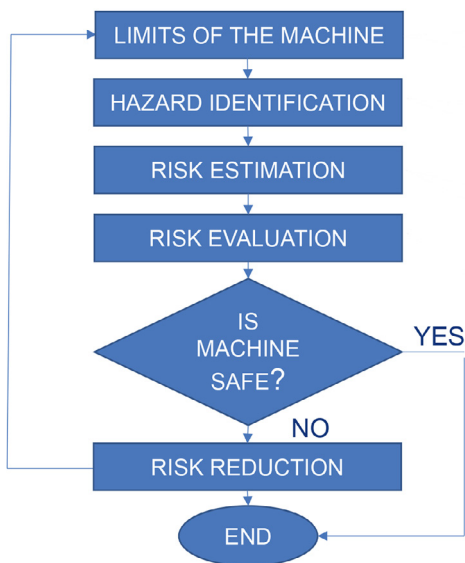 LIMITS OF THE MACHINE
HAZARD IDENTIFICATION
RISK ESTIMATION
RISK EVALUATION
IS
MACHINE
SAFE?
YES
NO
RISK REDUCTION
END